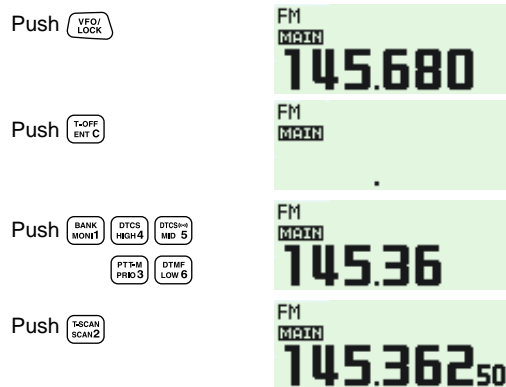 Push VFO/ LOCK
FM
MAIN
145.680
Push T-OFF ENT C
FM
MAIN
.
Push BANK MONI 1 DTCS HIGH 4 DTCS((•)) MID 5
PTT-M PRIO 3 DTMF LOW 6
FM
MAIN
145.36
Push T-SCAN SCAN 2
FM
MAIN
145.36250